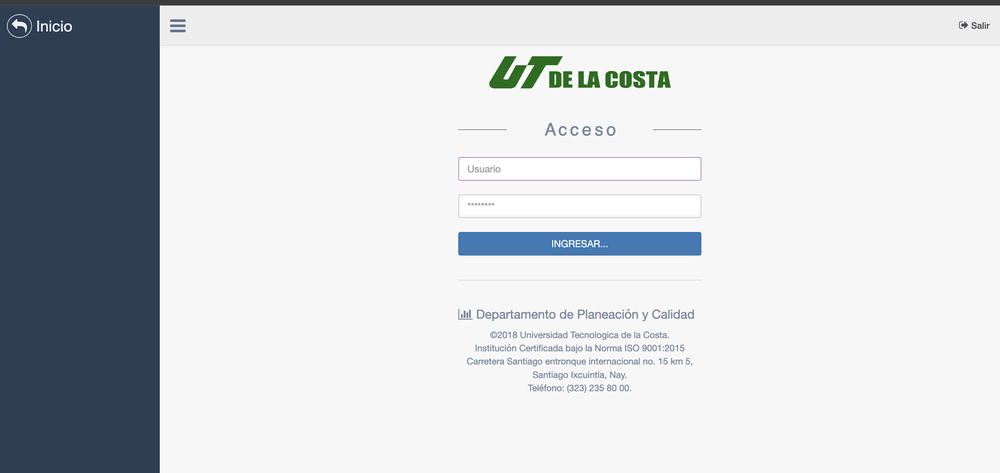 Inicio
Salir
UT DE LA COSTA
Acceso
Usuario
********
INGRESAR...
Departamento de Planeación y Calidad
©2018 Universidad Tecnologica de la Costa.
Institución Certificada bajo la Norma ISO 9001:2015
Carretera Santiago entronque internacional no. 15 km 5,
Santiago Ixcuintla, Nay.
Teléfono: (323) 235 80 00.